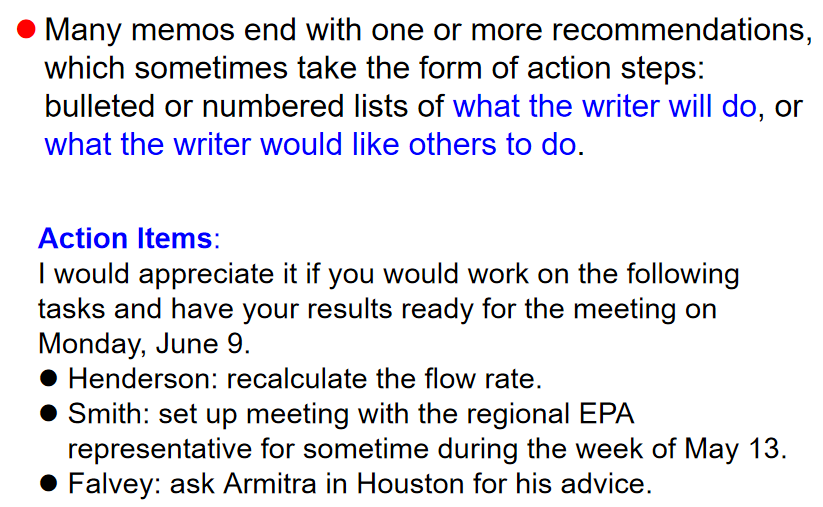 ● Many memos end with one or more recommendations,
which sometimes take the form of action steps:
bulleted or numbered lists of what the writer will do, or
what the writer would like others to do.
Action Items:
I would appreciate it if you would work on the following
tasks and have your results ready for the meeting on
Monday, June 9.
● Henderson: recalculate the flow rate.
● Smith: set up meeting with the regional EPA
representative for sometime during the week of May 13.
● Falvey: ask Armitra in Houston for his advice.